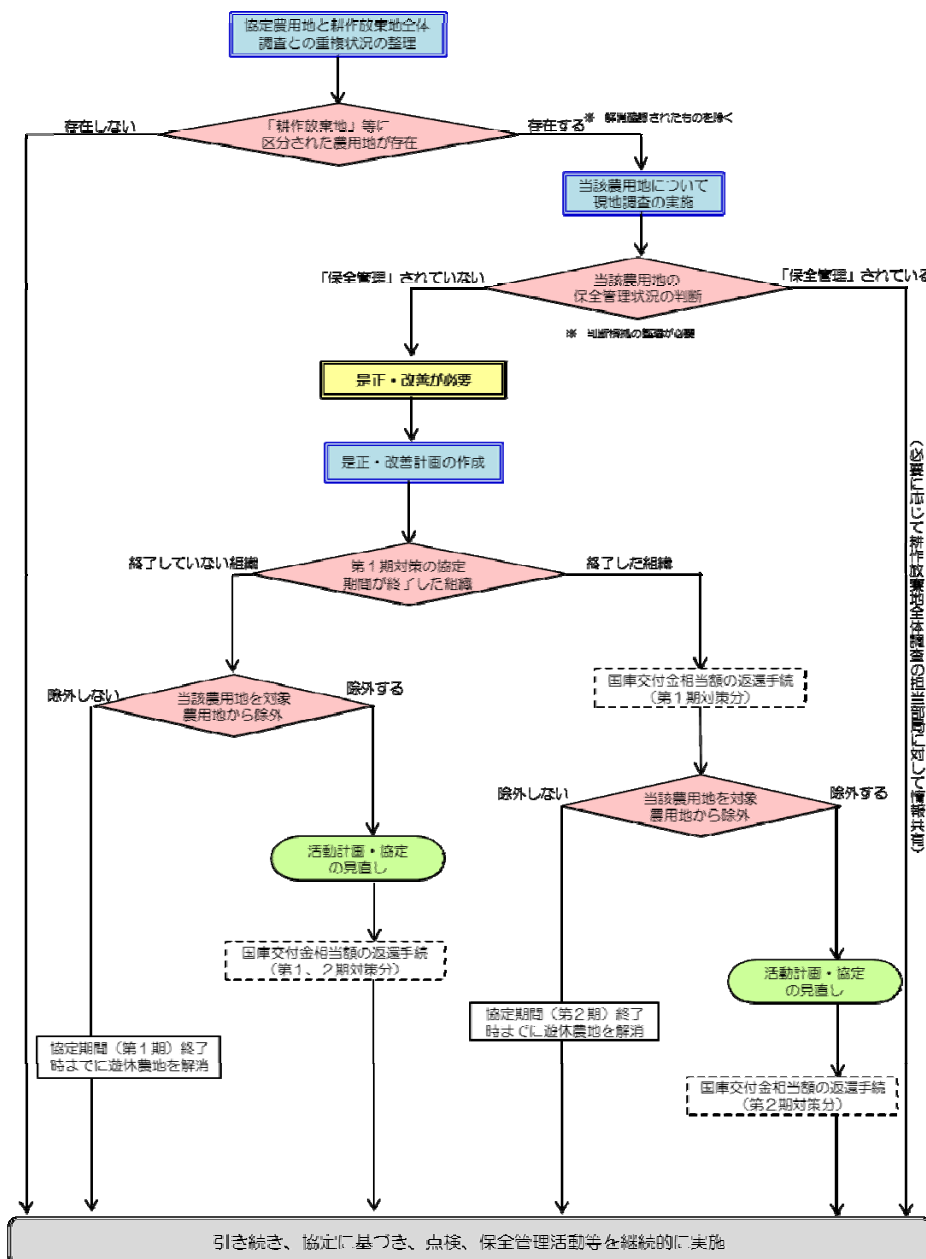 協定農用地と耕作放棄地全体
調査との重複状況の整理
存在しない
「耕作放棄地」等に
区分された農用地が存在
存在する
※ 解消確認されたものを除く
当該農用地について
現地調査の実施
「保全管理」されていない
当該農用地の
保全管理状況の判断
「保全管理」されている
※ 判断根拠の整理が必要
是正・改善が必要
是正・改善計画の作成
終了していない組織
第1期対策の協定
期間が終了した組織
終了した組織
(必要に応じて耕作放棄地全体調査の担当部局に対して情報共有)
除外しない
当該農用地を対象
農用地から除外
除外する
国庫交付金相当額の返還手続
(第1期対策分)
除外しない
当該農用地を対象
農用地から除外
除外する
活動計画・協定
の見直し
国庫交付金相当額の返還手続
(第1、2期対策分)
活動計画・協定
の見直し
協定期間(第2期)終了
時までに遊休農地を解消
協定期間(第1期)終了
時までに遊休農地を解消
国庫交付金相当額の返還手続
(第2期対策分)
引き続き、協定に基づき、点検、保全管理活動等を継続的に実施